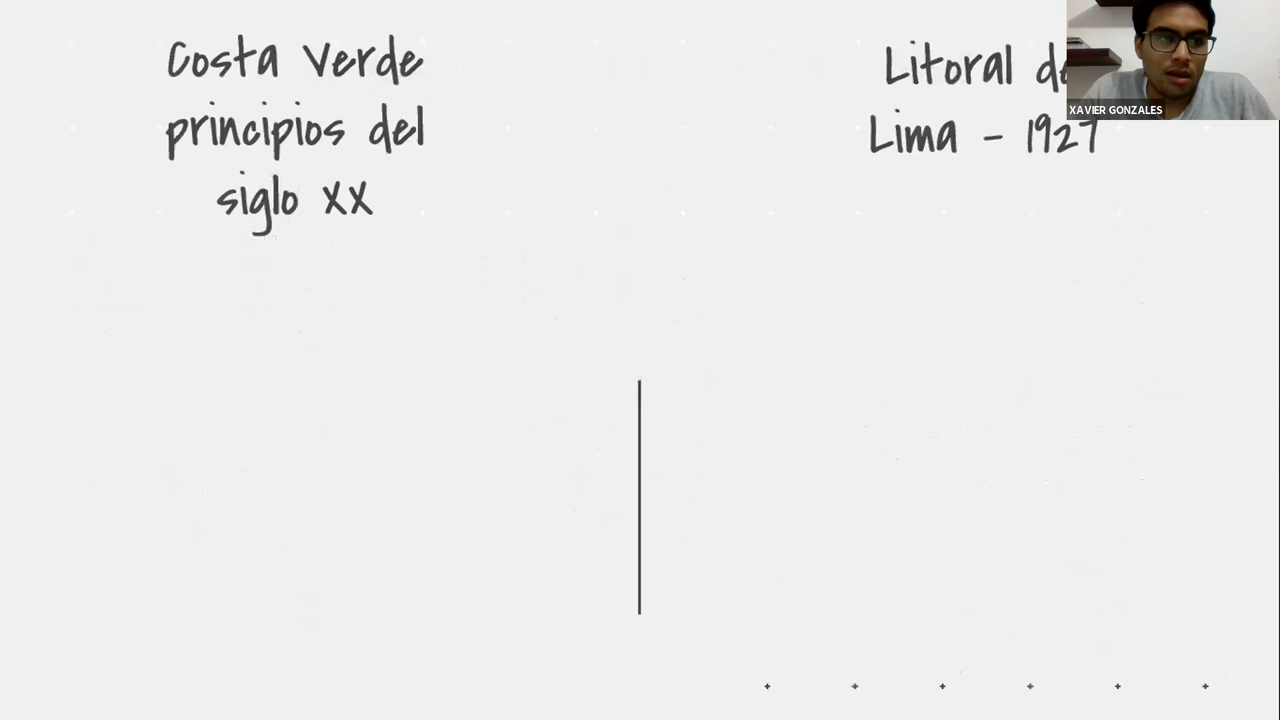 Costa Verde
principios del
siglo XX
Litoral
Lima - 1927
XAVIER GONZALES